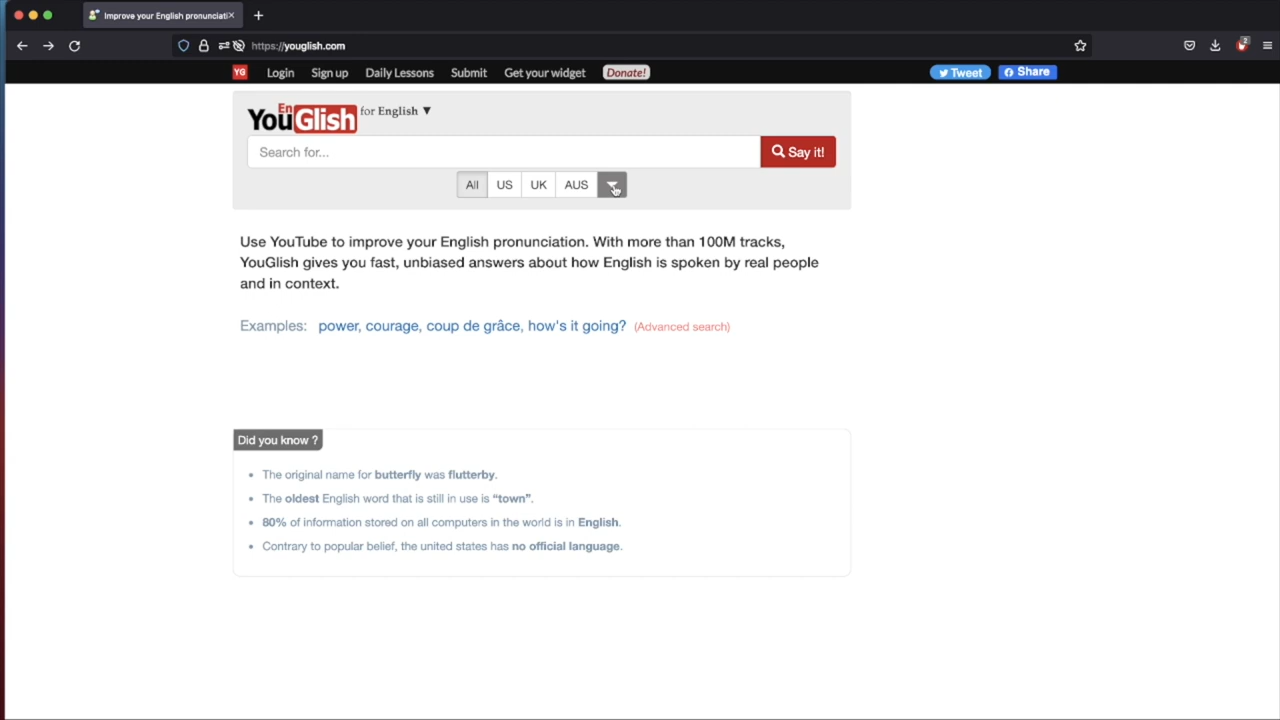 Improve your English pronunciati
https://youglish.com
2
YG Login Sign up Daily Lessons Submit Get your widget Donate! Tweet Share
YouGlish En for English ▼
Search for... Say it!
All US UK AUS
Use YouTube to improve your English pronunciation. With more than 100M tracks,
YouGlish gives you fast, unbiased answers about how English is spoken by real people
and in context.
Examples: power, courage, coup de grâce, how's it going? (Advanced search)
Did you know ?
• The original name for butterfly was flutterby.
• The oldest English word that is still in use is “town”.
• 80% of information stored on all computers in the world is in English.
• Contrary to popular belief, the united states has no official language.